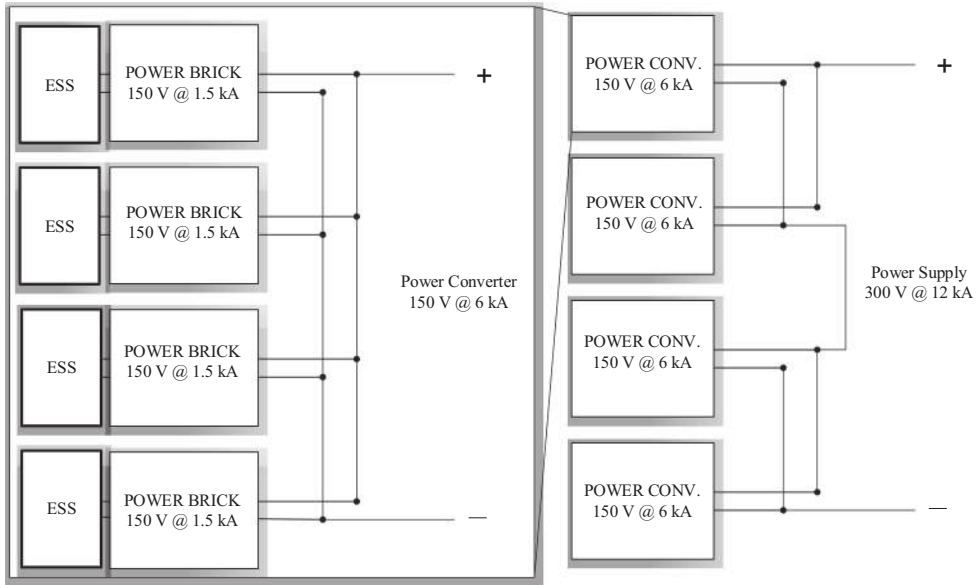 ESS
POWER BRICK
150 V @ 1.5 kA
+
ESS
POWER BRICK
150 V @ 1.5 kA
Power Converter
150 V @ 6 kA
ESS
POWER BRICK
150 V @ 1.5 kA
ESS
POWER BRICK
150 V @ 1.5 kA
—
POWER CONV.
150 V @ 6 kA
+
POWER CONV.
150 V @ 6 kA
Power Supply
300 V @ 12 kA
POWER CONV.
150 V @ 6 kA
POWER CONV.
150 V @ 6 kA
—